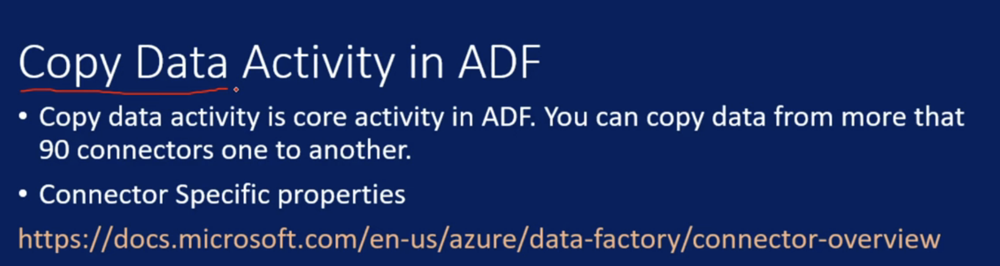 Copy Data Activity in ADF
• Copy data activity is core activity in ADF. You can copy data from more that
90 connectors one to another.
• Connector Specific properties
https://docs.microsoft.com/en-us/azure/data-factory/connector-overview